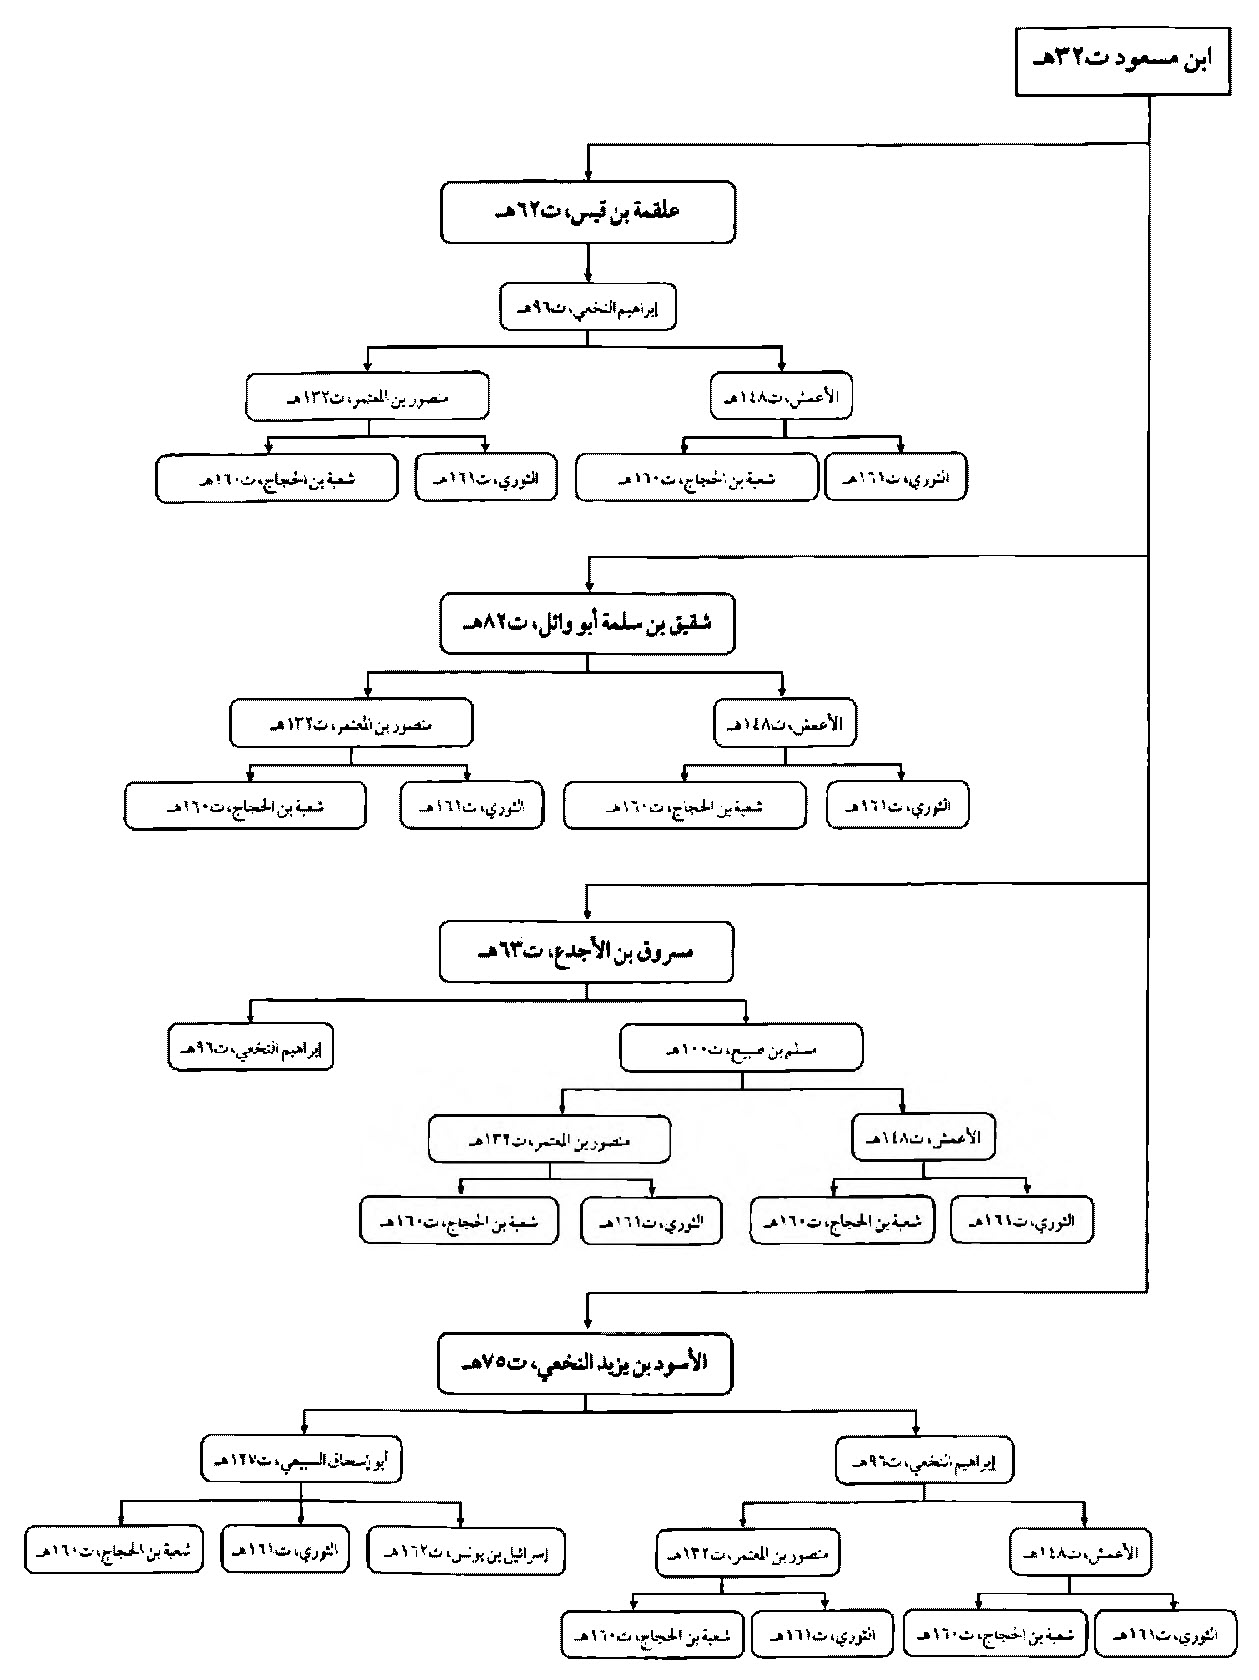 ابن مسعود ت٣٢هـ
علقمة بن قيس، ت٦٢هـ
إبراهيم النخعي، ت٩٦هـ
الأعمش، ت١٤٨هـ
منصور بن المعتمر، ت١٣٢هـ
الثوري، ت١٦١هـ
شعبة بن الحجاج، ت١٦٠هـ
الثوري، ت١٦١هـ
شعبة بن الحجاج، ت١٦٠هـ
شقيق بن سلمة أبو وائل، ت٨٢هـ
الأعمش، ت١٤٨هـ
منصور بن المعتمر، ت١٣٢هـ
الثوري، ت١٦١هـ
شعبة بن الحجاج، ت١٦٠هـ
الثوري، ت١٦١هـ
شعبة بن الحجاج، ت١٦٠هـ
مسروق بن الأجدع، ت٦٣هـ
مسلم بن صبيح، ت١٠٠هـ
إبراهيم النخعي، ت٩٦هـ
الأعمش، ت١٤٨هـ
منصور بن المعتمر، ت١٣٢هـ
الثوري، ت١٦١هـ
شعبة بن الحجاج، ت١٦٠هـ
الثوري، ت١٦١هـ
شعبة بن الحجاج، ت١٦٠هـ
الأسود بن يزيد النخعي، ت٧٥هـ
إبراهيم النخعي، ت٩٦هـ
أبو إسحاق السبيعي، ت١٢٧هـ
الأعمش، ت١٤٨هـ
منصور بن المعتمر، ت١٣٢هـ
إسرائيل بن يونس، ت١٦٢هـ
الثوري، ت١٦١هـ
شعبة بن الحجاج، ت١٦٠هـ
الثوري، ت١٦١هـ
شعبة بن الحجاج، ت١٦٠هـ
الثوري، ت١٦١هـ
شعبة بن الحجاج، ت١٦٠هـ